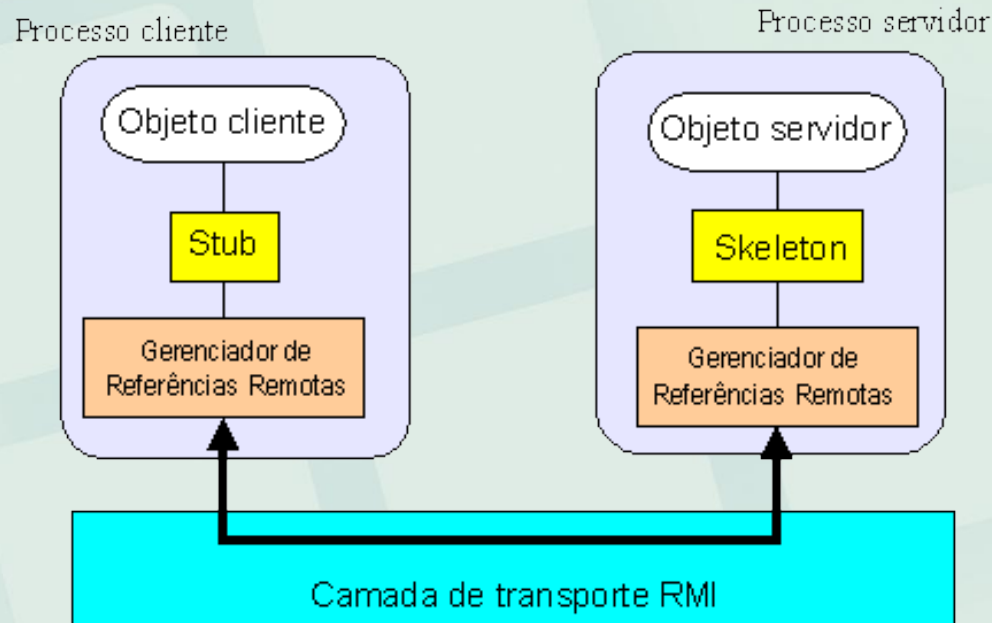 Processo cliente
Processo servidor
Objeto cliente
Objeto servidor
Stub
Skeleton
Gerenciador de
Referências Remotas
Gerenciador de
Referências Remotas
Camada de transporte RMI